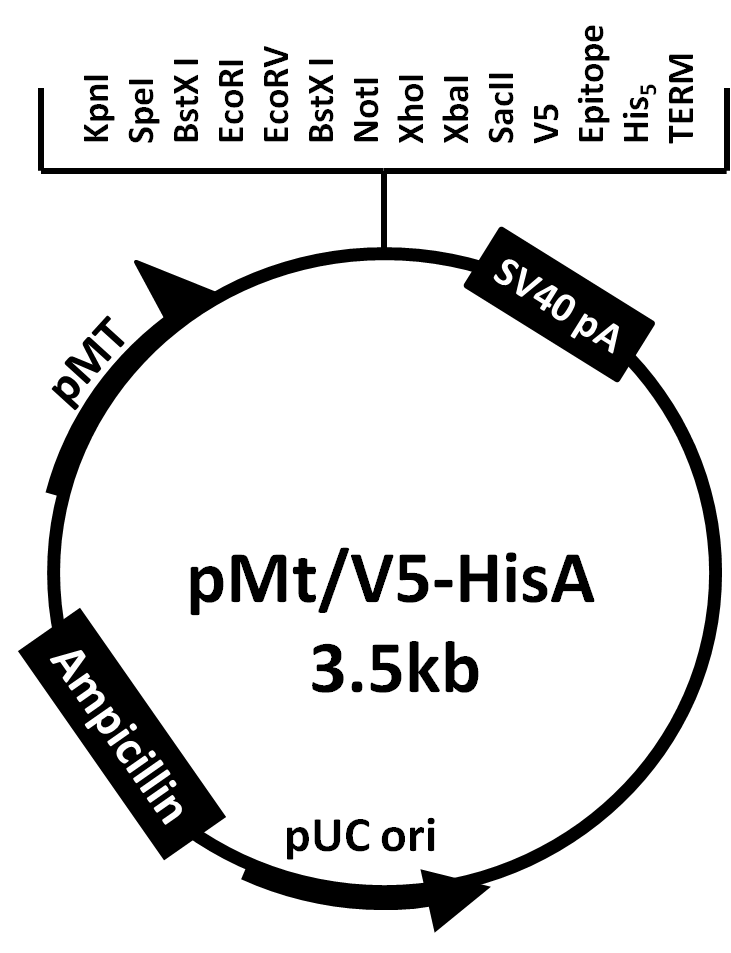 KpnI
SpeI
BstX I
EcoRI
EcoRV
BstX I
NotI
XhoI
XbaI
SacII
V5
Epitope
His₅
TERM
SV40 pA
pMT
pMt/V5-HisA
3.5kb
Ampicillin
pUC ori